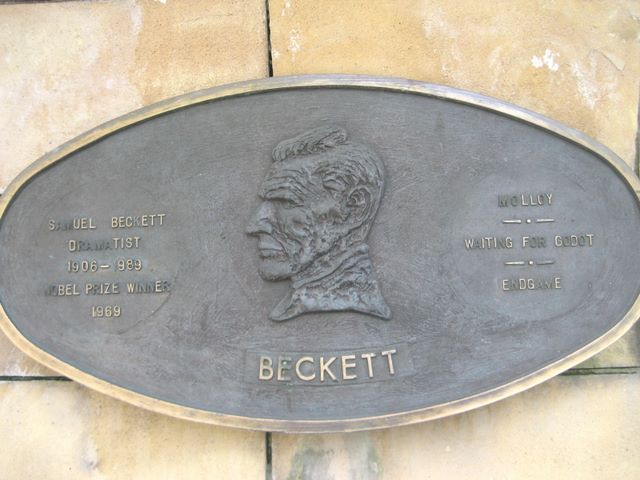 SAMUEL BECKETT
DRAMATIST
1906-1989
NOBEL PRIZE WINNER
1969
MOLLOY
WAITING FOR GODOT
ENDGAME
BECKETT